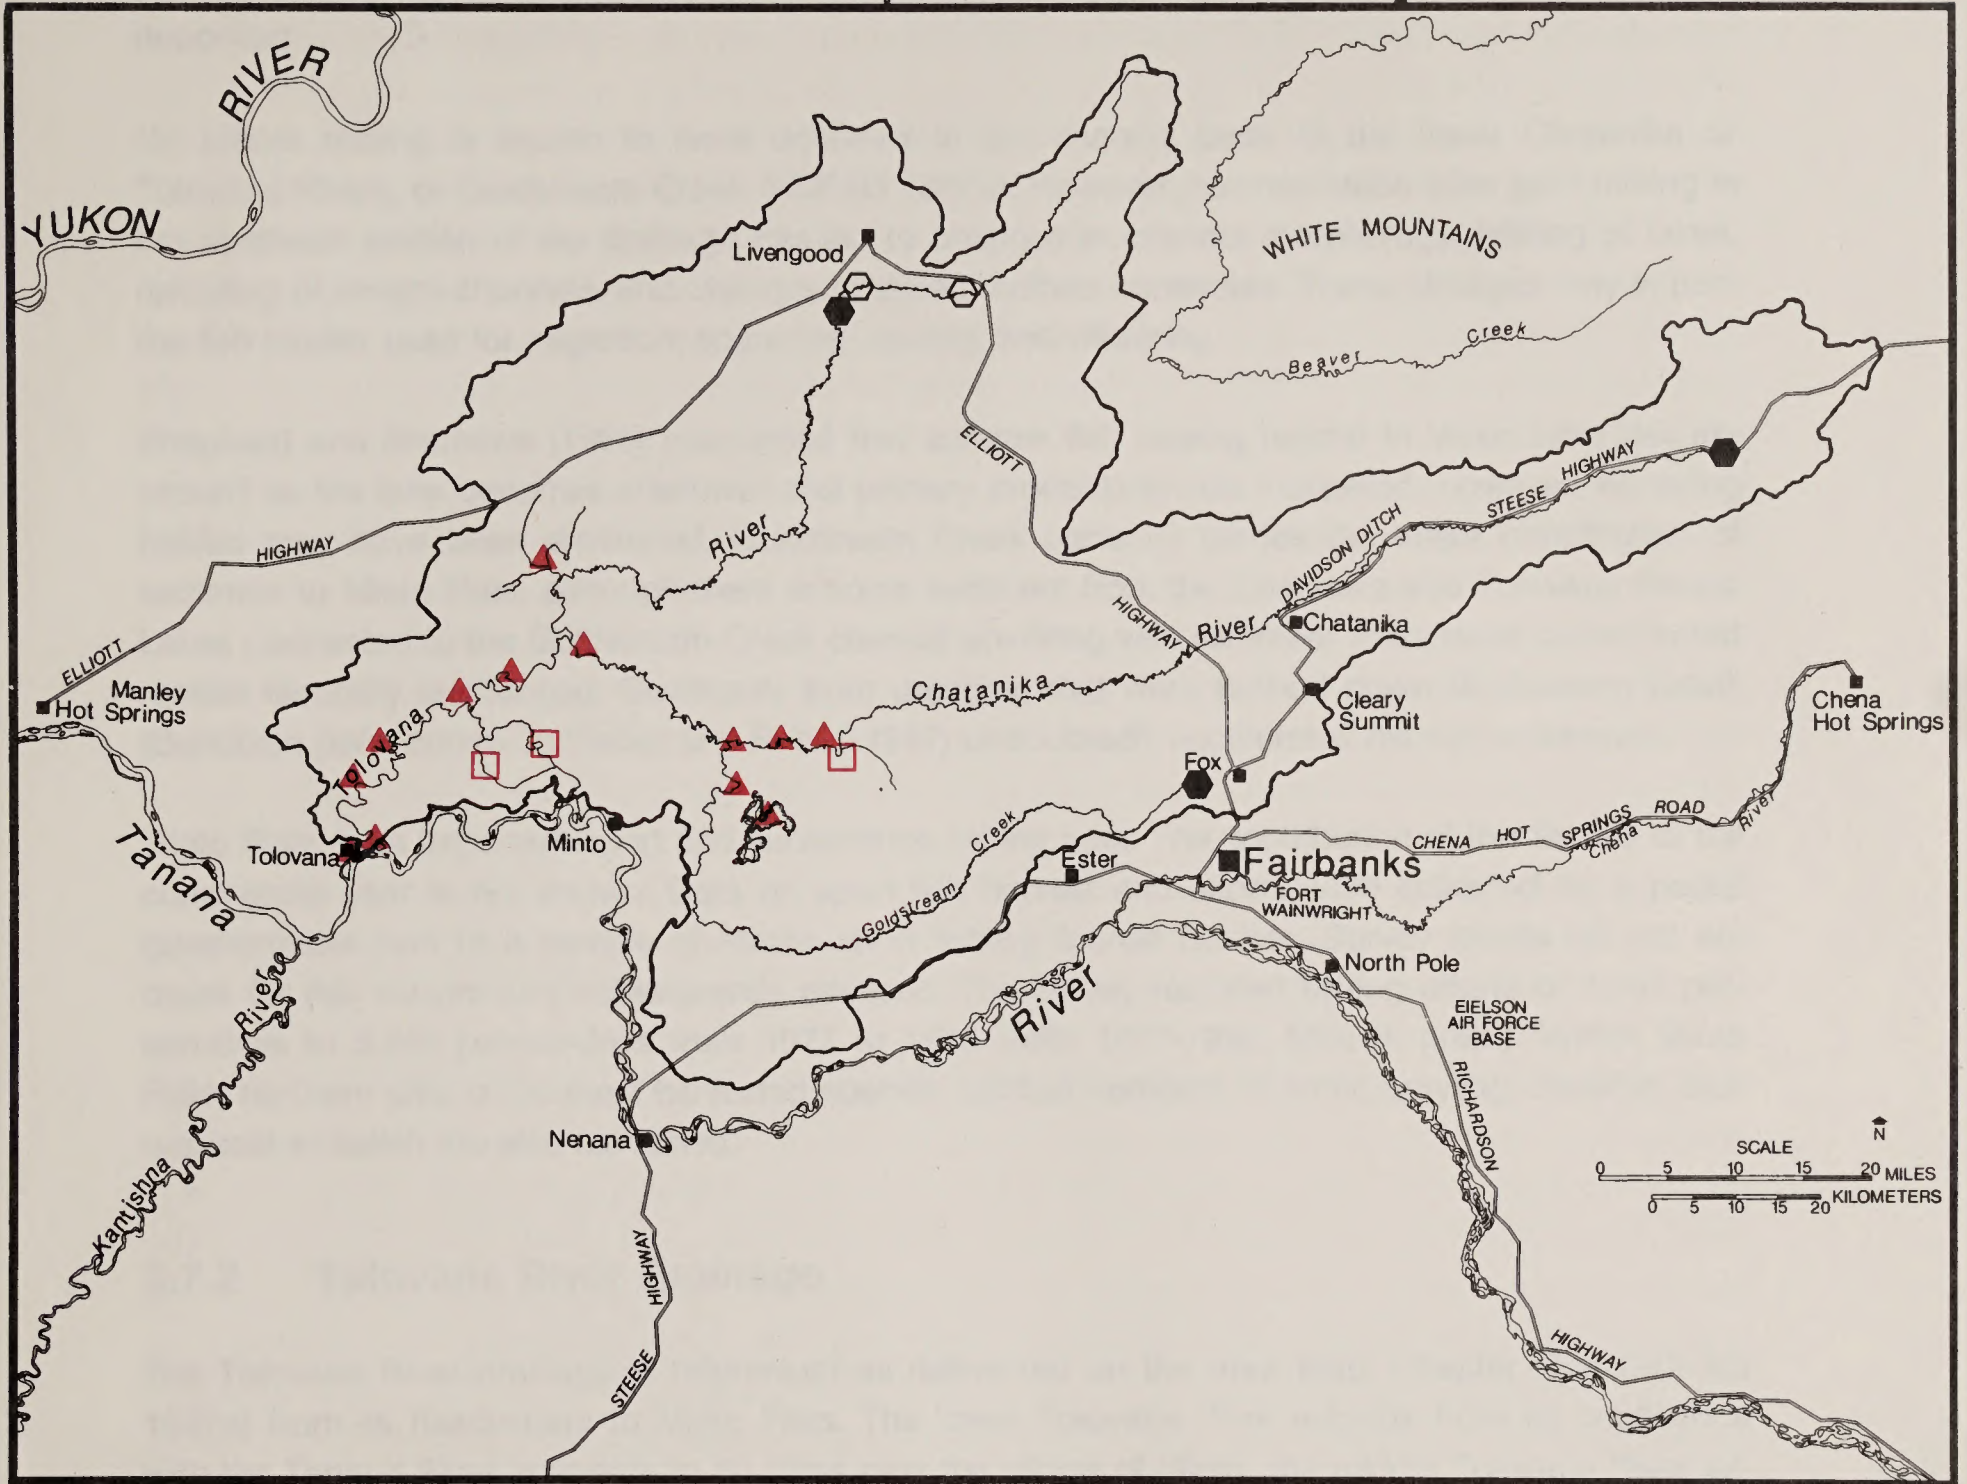 RIVER
YUKON
WHITE MOUNTAINS
Livengood
Beaver Creek
ELLIOTT
HIGHWAY
STEESE HIGHWAY
DAVIDSON DITCH
River
HIGHWAY
River
Chatanika
ELLIOTT
Manley
Hot Springs
Chatanika
Cleary
Summit
Chena
Hot Springs
Tolovana
Fox
Creek
CHENA HOT SPRINGS ROAD
Chena River
Tolovana
Minto
Ester
Fairbanks
Tanana
FORT
WAINWRIGHT
Goldstream
North Pole
River
River
EIELSON
AIR FORCE
BASE
RICHARDSON
Nenana
N
SCALE
0 5 10 15 20 MILES
0 5 10 15 20 KILOMETERS
Kantishna
HIGHWAY
STEESE
HIGHWAY